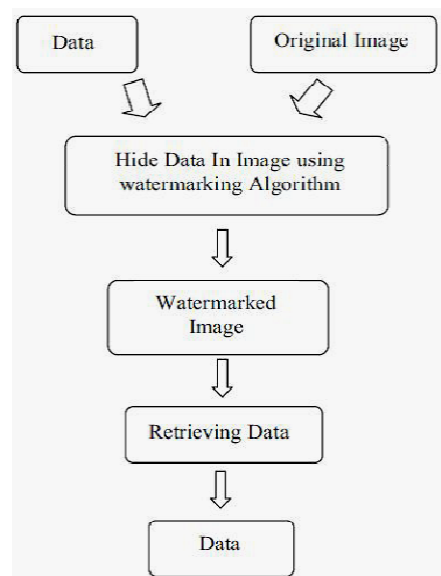 Data
Original Image
Hide Data In Image using
watermarking Algorithm
Watermarked
Image
Retrieving Data
Data